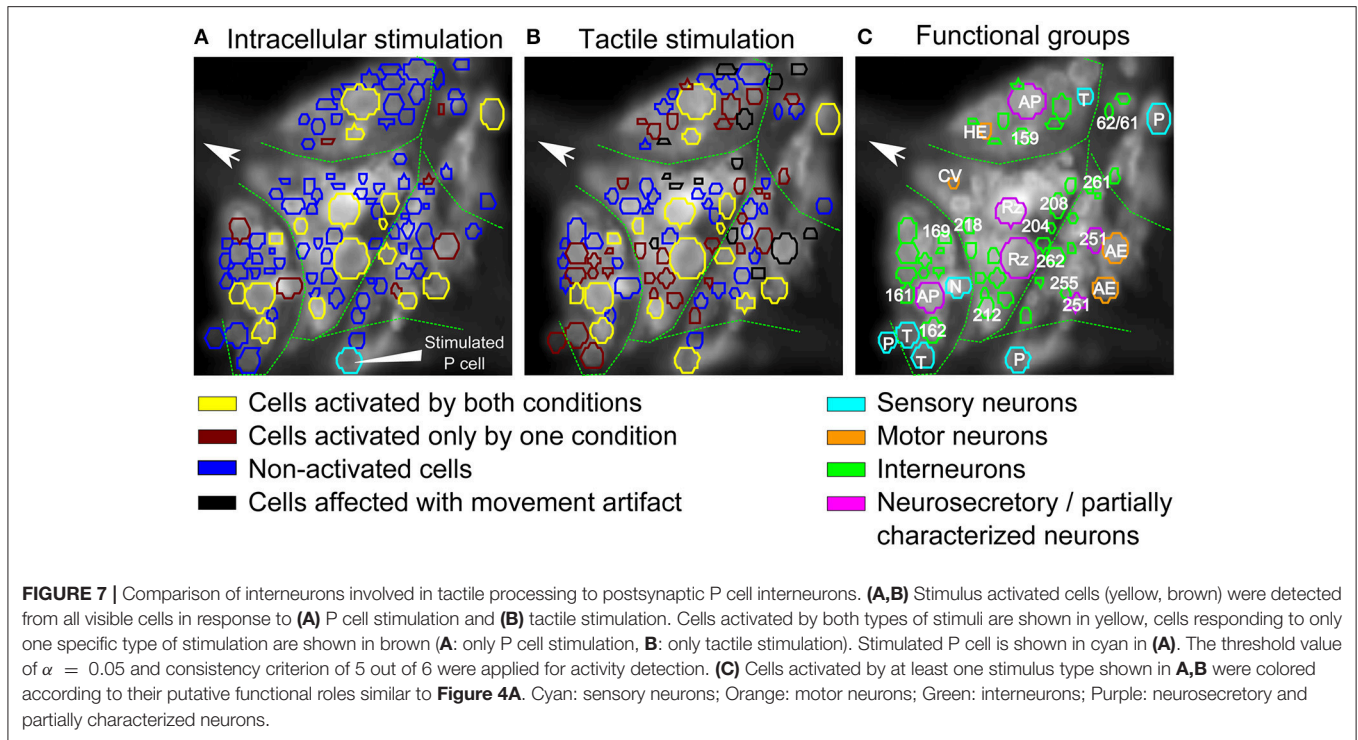 A Intracellular stimulation
B Tactile stimulation
C Functional groups
Stimulated
P cell
AP
T
P
62/61
HE
159
CV
261
Rz
208
204
218
169
251
AE
Rz
262
N
161
AP
255
AE
251
212
162
P
T
T
P
Cells activated by both conditions
Cells activated only by one condition
Non-activated cells
Cells affected with movement artifact
Sensory neurons
Motor neurons
Interneurons
Neurosecretory / partially
characterized neurons
FIGURE 7 | Comparison of interneurons involved in tactile processing to postsynaptic P cell interneurons. (A,B) Stimulus activated cells (yellow, brown) were detected
from all visible cells in response to (A) P cell stimulation and (B) tactile stimulation. Cells activated by both types of stimuli are shown in yellow, cells responding to only
one specific type of stimulation are shown in brown (A: only P cell stimulation, B: only tactile stimulation). Stimulated P cell is shown in cyan in (A). The threshold value
of α = 0.05 and consistency criterion of 5 out of 6 were applied for activity detection. (C) Cells activated by at least one stimulus type shown in A,B were colored
according to their putative functional roles similar to Figure 4A. Cyan: sensory neurons; Orange: motor neurons; Green: interneurons; Purple: neurosecretory and
partially characterized neurons.